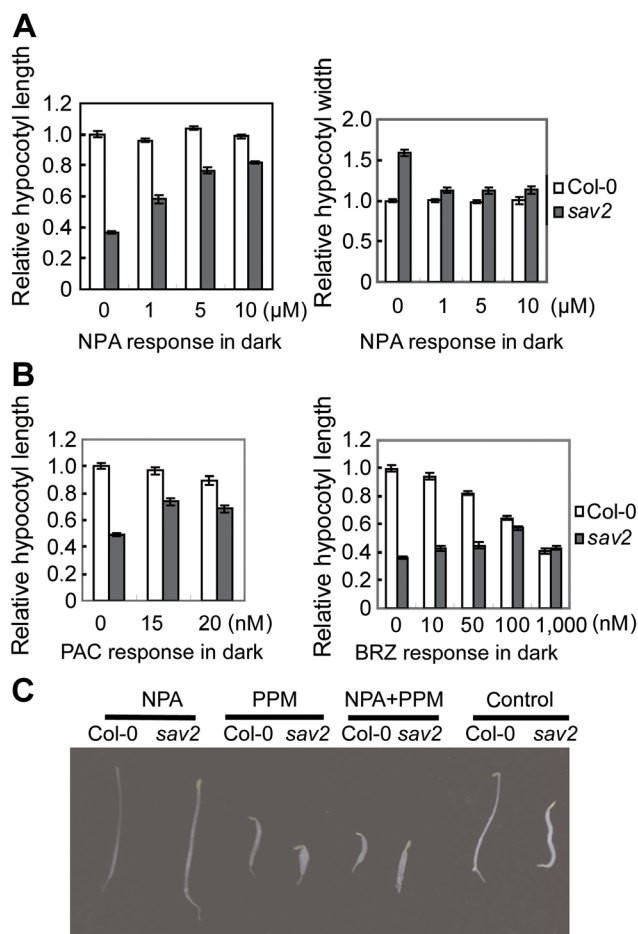 A
Relative hypocotyl length
1.2
1.0
0.8
0.6
0.4
0.2
0
0 1 5 10 (μM)
NPA response in dark
Relative hypocotyl width
2.0
1.5
1.0
0.5
0
0 1 5 10 (μM)
NPA response in dark
Col-0
sav2
B
Relative hypocotyl length
1.2
1.0
0.8
0.6
0.4
0.2
0
0 15 20 (nM)
PAC response in dark
Relative hypocotyl length
1.2
1.0
0.8
0.6
0.4
0.2
0
0 10 50 100 1,000 (nM)
BRZ response in dark
Col-0
sav2
C
NPA PPM NPA+PPM Control
Col-0 sav2 Col-0 sav2 Col-0 sav2 Col-0 sav2